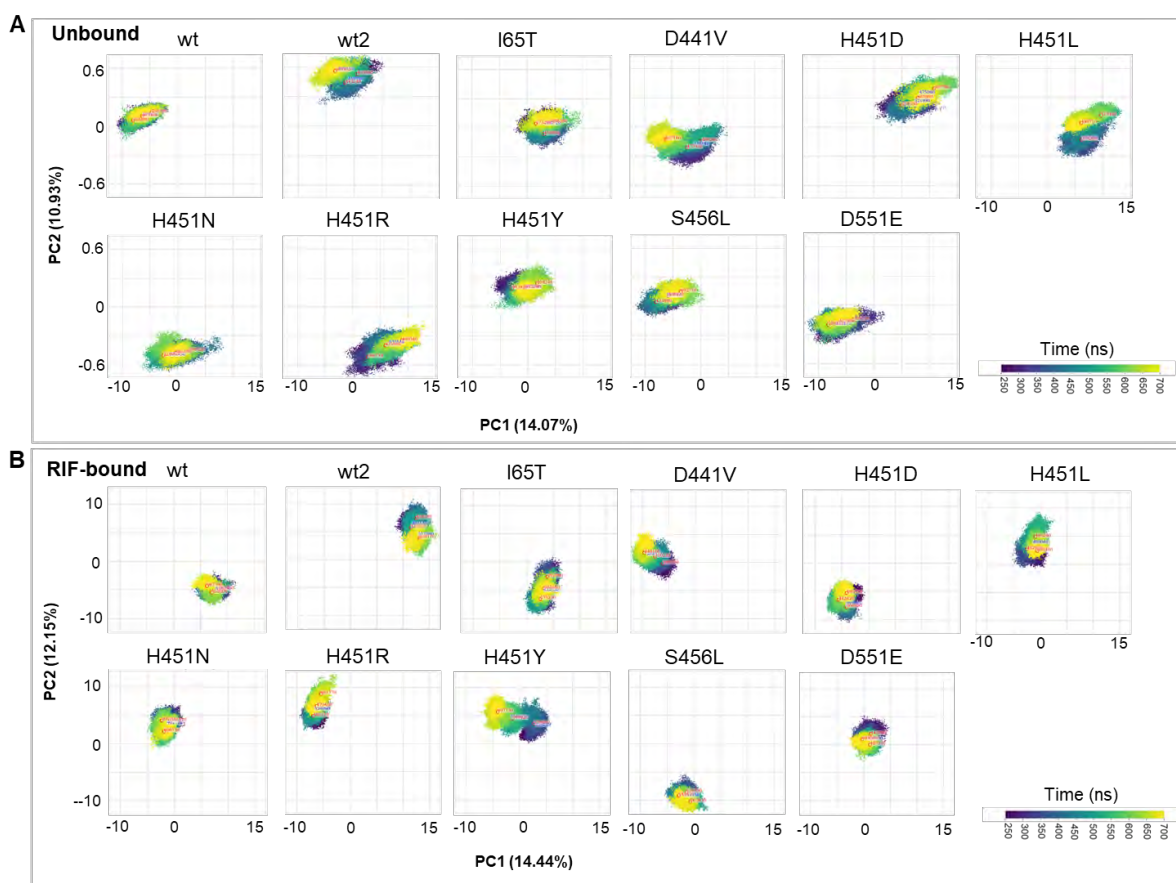 A
Unbound
wt
wt2
I65T
D441V
H451D
H451L
0.6
0
-0.6
-10
0
15
H451N
H451R
H451Y
S456L
D551E
0.6
0
-0.6
-10
0
15
-10
0
15
-10
0
15
-10
0
15
-10
0
15
PC2 (10.93%)
PC1 (14.07%)
Time (ns)
250
300
350
400
450
500
550
600
650
700
B
RIF-bound
wt
wt2
I65T
D441V
H451D
H451L
10
0
-10
-10
0
15
H451N
H451R
H451Y
S456L
D551E
10
0
--10
-10
0
15
-10
0
15
-10
0
15
-10
0
15
-10
0
15
PC2 (12.15%)
PC1 (14.44%)
Time (ns)
250
300
350
400
450
500
550
600
650
700